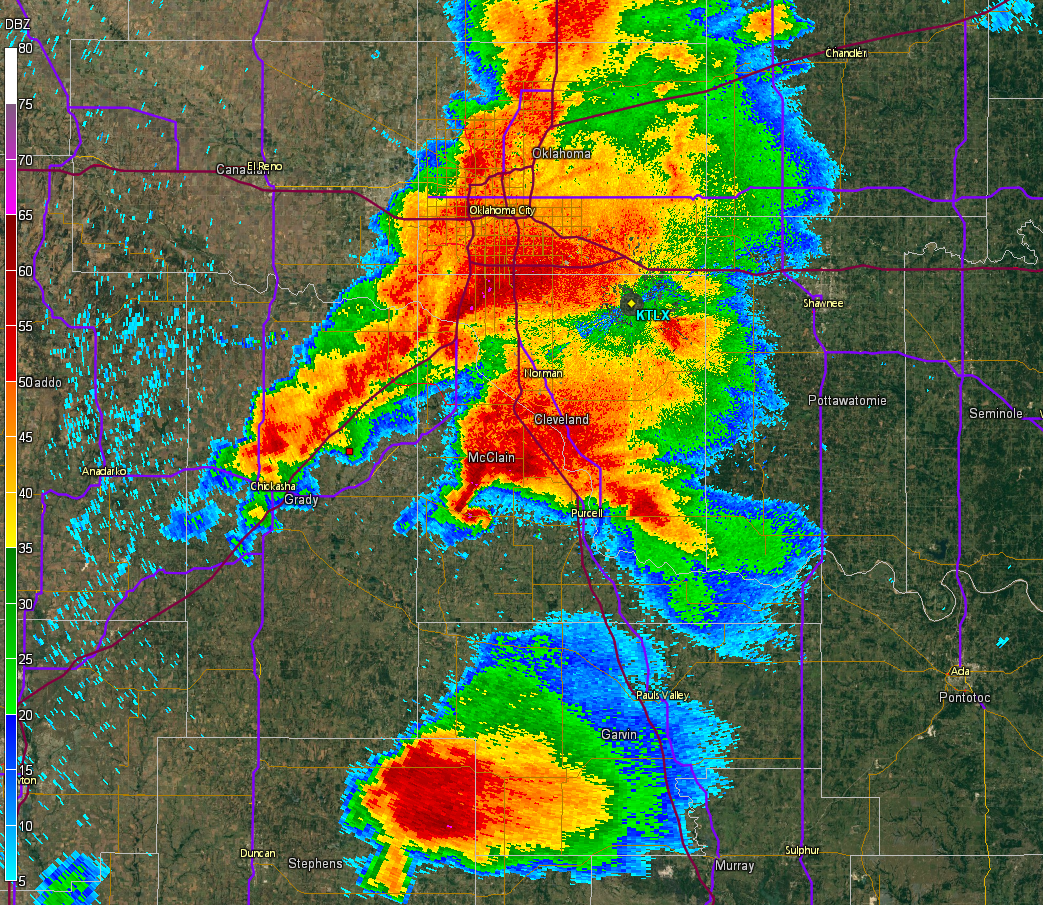 DBZ
80
75
70
65
60
55
50
45
40
35
30
25
20
15
10
5
Chandler
Oklahoma
Canadian
El Reno
Oklahoma City
Shawnee
KTLX
Norman
addo
Pottawatomie
Cleveland
Seminole
McClain
Anadarko
Chickasha
Grady
Purcell
Ada
Pauls Valley
Pontotoc
Garvin
ton
Duncan
Stephens
Sulphur
Murray